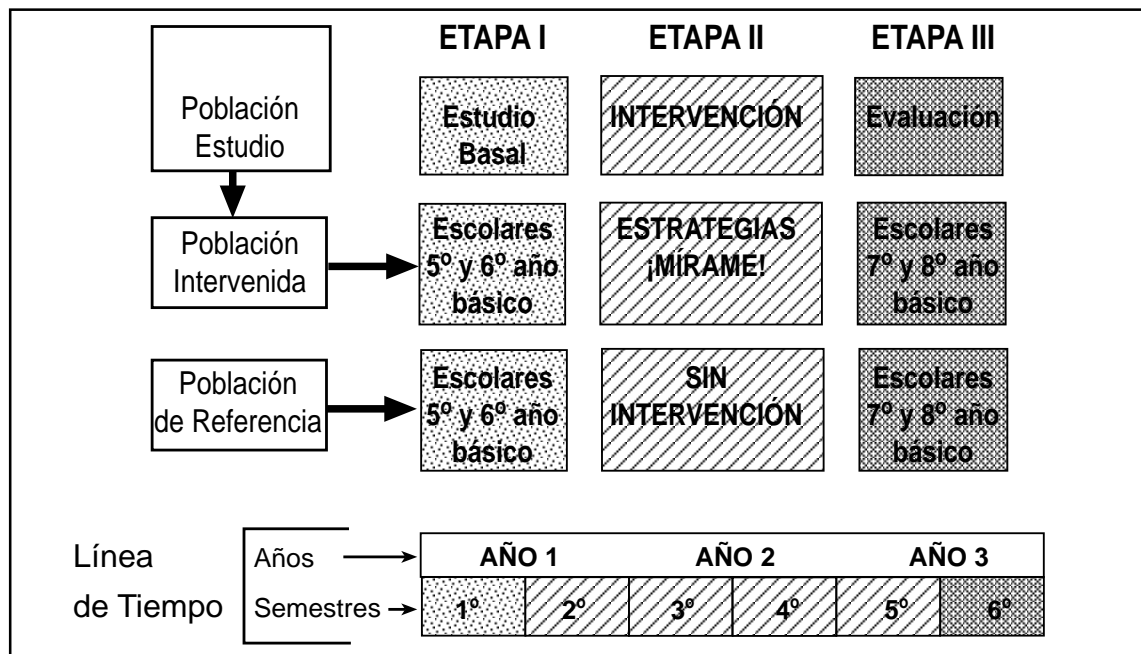 ETAPA I ETAPA II ETAPA III
Población
Estudio
Estudio
Basal
INTERVENCIÓN
Evaluación
Población
Intervenida
Escolares
5º y 6º año
básico
ESTRATEGIAS
¡MÍRAME!
Escolares
7º y 8º año
básico
Población
de Referencia
Escolares
5º y 6º año
básico
SIN
INTERVENCIÓN
Escolares
7º y 8º año
básico
Línea
de Tiempo
Años
AÑO 1 AÑO 2 AÑO 3
Semestres
1º 2º 3º 4º 5º 6º